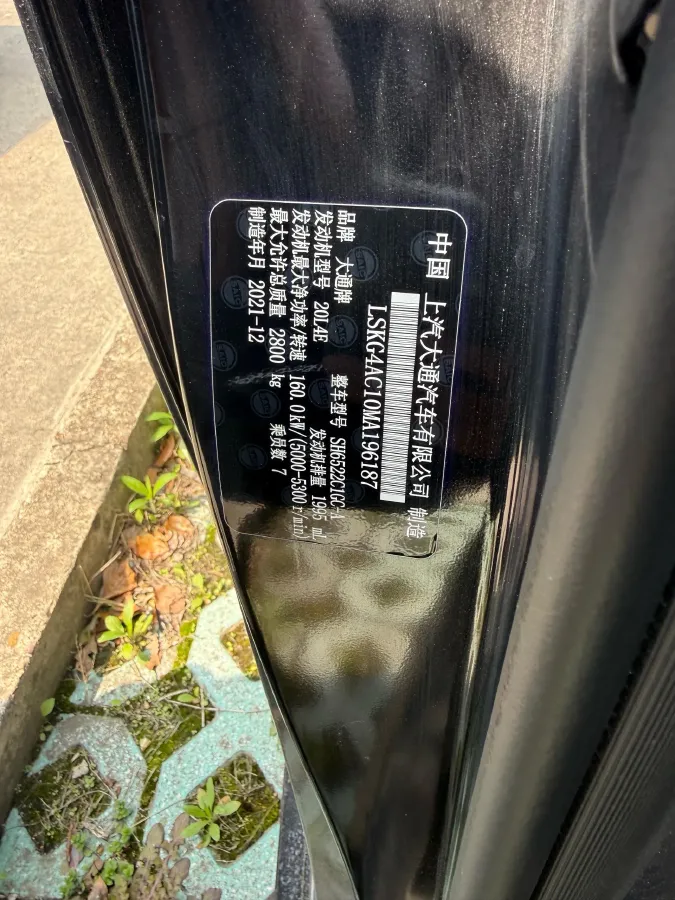 中国 上汽大通汽车有限公司 制造
LSKG4AC10MA196187
品牌 大通牌 整车型号 SH6522C1GC-A
发动机型号 20L4E 发动机排量 1995 ml
发动机最大净功率/转速 160.0kW/(5000-5300r/min)
最大允许总质量 2800 kg 乘员数 7
制造年月 2021-12